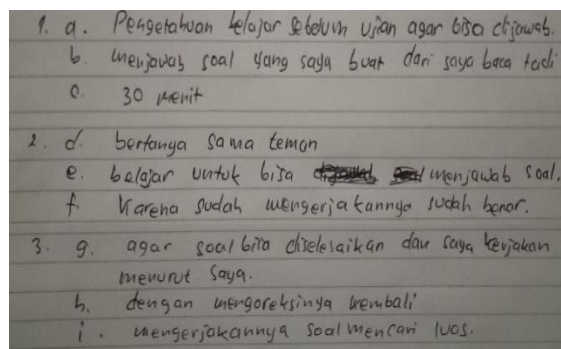 1. a. Pengetahuan belajar sebelum ujian agar bisa dijawab.
b. menjawab soal yang saya buat dari saya baca tadi
c. 30 menit
2. d. bertanya sama teman
e. belajar untuk bisa menjawab soal.
f. Karena sudah mengerjakannya sudah benar.
3. g. agar soal bisa diselesaikan dan saya kerjakan
menurut saya.
h. dengan mengoreksinya kembali
i. mengerjakannya soal mencari luas.